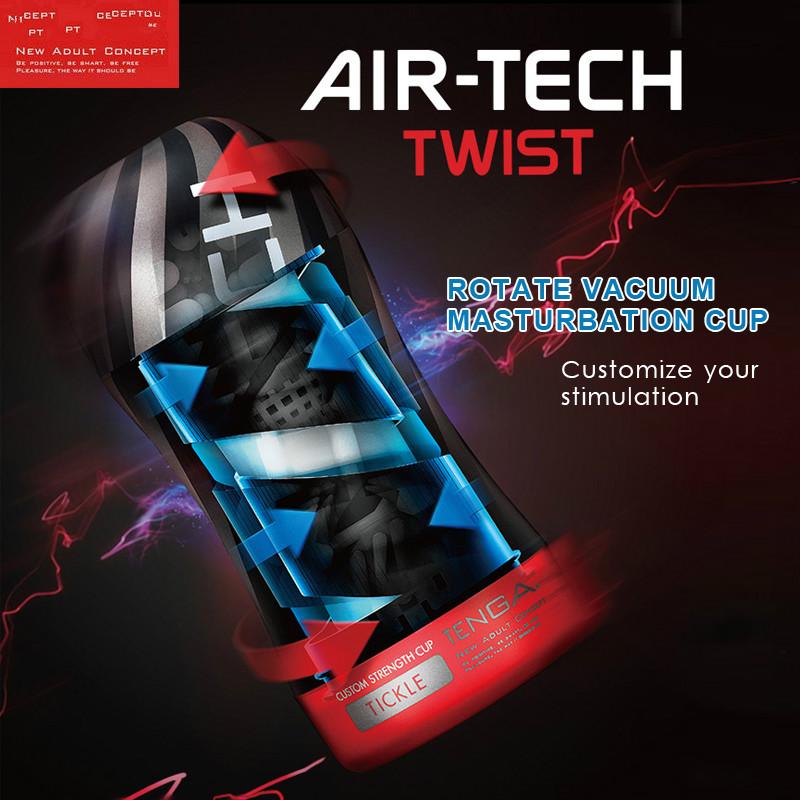 NEW ADULT CONCEPT
BE POSITIVE, BE SMART, BE FREE
PLEASURE, THE WAY IT SHOULD BE
AIR-TECH
TWIST
ROTATE VACUUM
MASTURBATION CUP
Customize your
stimulation
TENGA
NEW ADULT CONCEPT
CUSTOM STRENGTH CUP
TICKLE